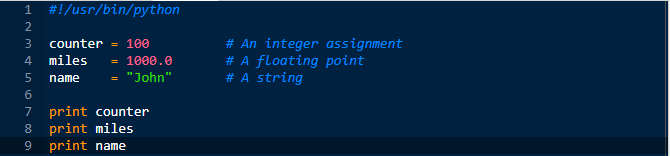 1 #!/usr/bin/python
2
3 counter = 100 # An integer assignment
4 miles = 1000.0 # A floating point
5 name = "John" # A string
6
7 print counter
8 print miles
9 print name